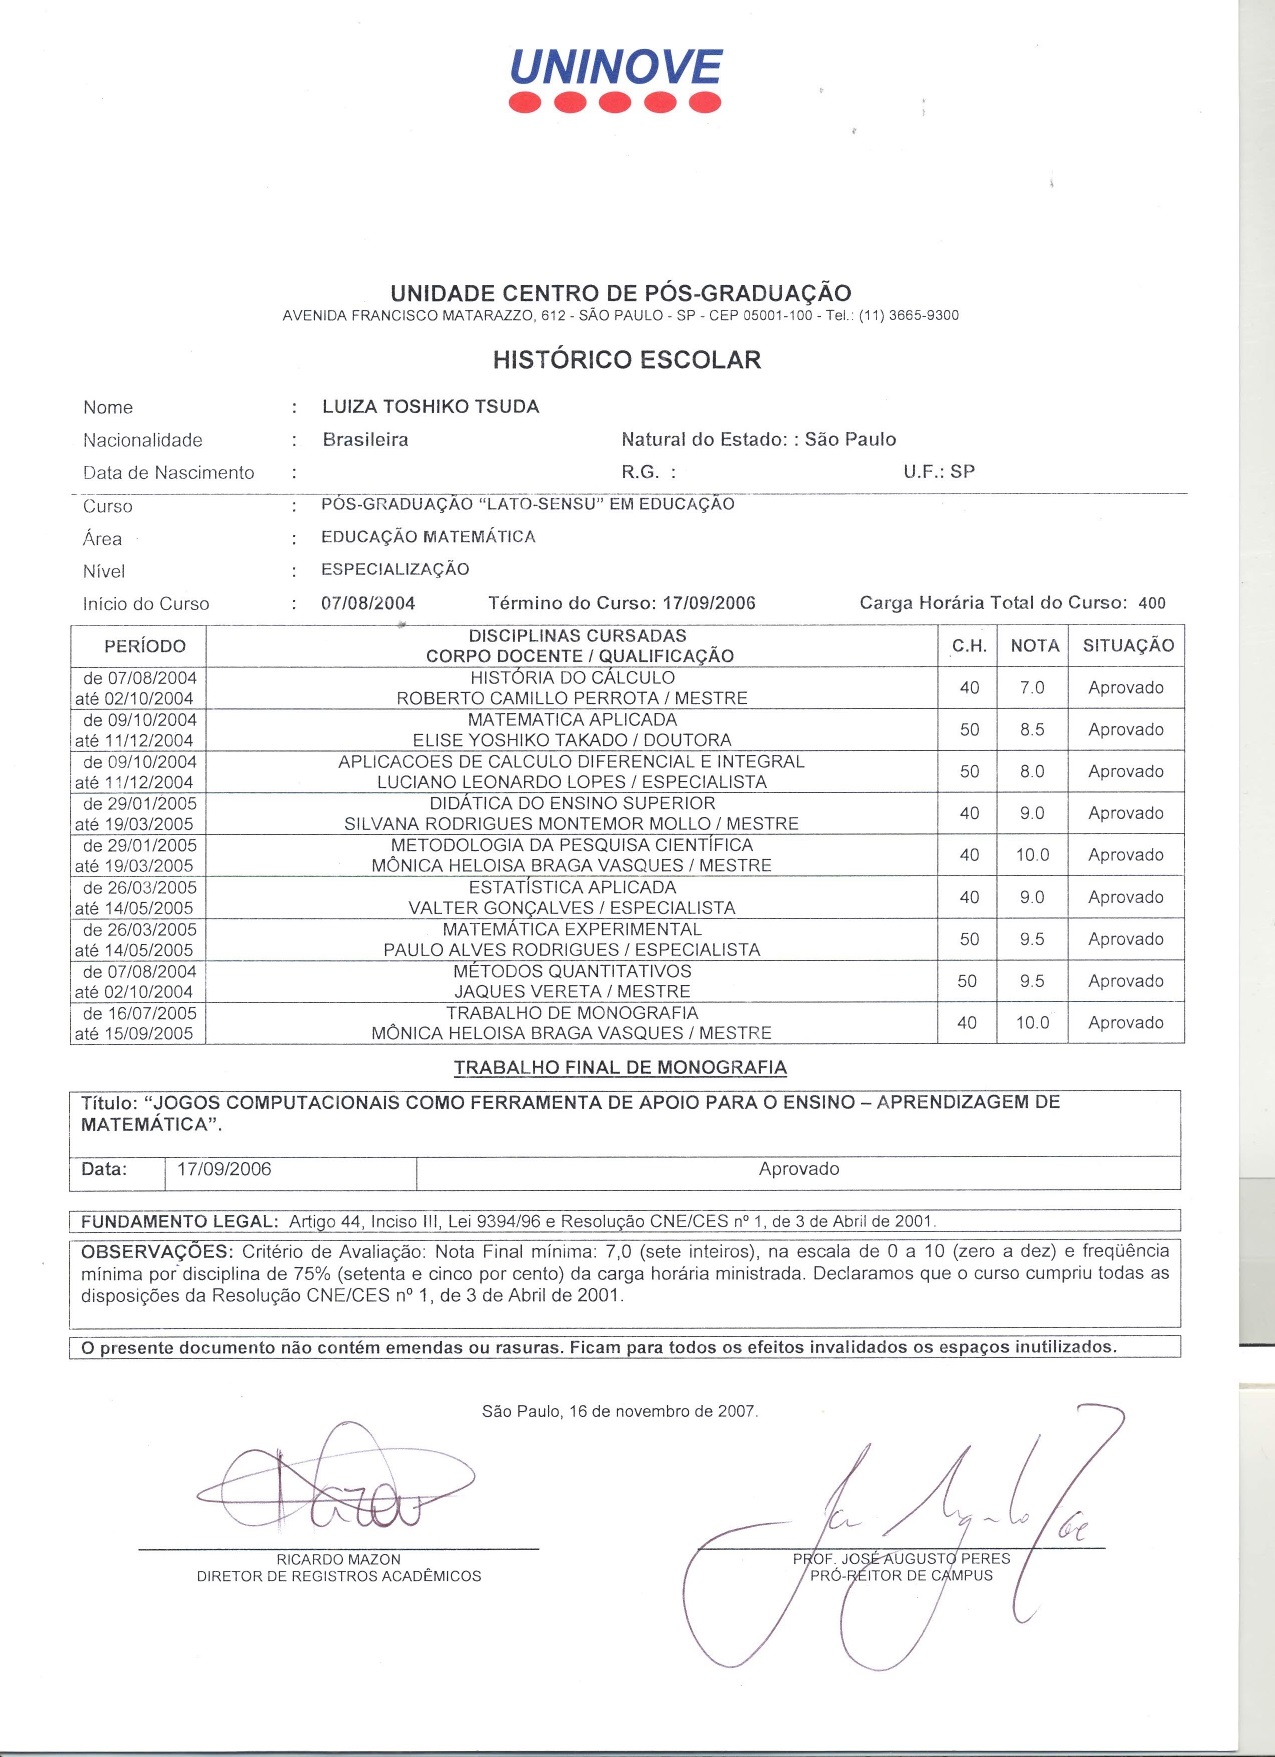 UNINOVE
UNIDADE CENTRO DE PÓS-GRADUAÇÃO
AVENIDA FRANCISCO MATARAZZO, 612 - SÃO PAULO - SP - CEP 05001-100 - Tel.: (11) 3665-9300
HISTÓRICO ESCOLAR
Nome : LUIZA TOSHIKO TSUDA
Nacionalidade : Brasileira Natural do Estado: : São Paulo
Data de Nascimento : R.G. : U.F.: SP
Curso : PÓS-GRADUAÇÃO “LATO-SENSU” EM EDUCAÇÃO
Área : EDUCAÇÃO MATEMÁTICA
Nível : ESPECIALIZAÇÃO
Início do Curso : 07/08/2004 Término do Curso: 17/09/2006 Carga Horária Total do Curso: 400
PERÍODO DISCIPLINAS CURSADAS C.H. NOTA SITUAÇÃO
CORPO DOCENTE / QUALIFICAÇÃO
de 07/08/2004 HISTÓRIA DO CÁLCULO 40 7.0 Aprovado
até 02/10/2004 ROBERTO CAMILLO PERROTA / MESTRE
de 09/10/2004 MATEMATICA APLICADA 50 8.5 Aprovado
até 11/12/2004 ELISE YOSHIKO TAKADO / DOUTORA
de 09/10/2004 APLICACOES DE CALCULO DIFERENCIAL E INTEGRAL 50 8.0 Aprovado
até 11/12/2004 LUCIANO LEONARDO LOPES / ESPECIALISTA
de 29/01/2005 DIDÁTICA DO ENSINO SUPERIOR 40 9.0 Aprovado
até 19/03/2005 SILVANA RODRIGUES MONTEMOR MOLLO / MESTRE
de 29/01/2005 METODOLOGIA DA PESQUISA CIENTÍFICA 40 10.0 Aprovado
até 19/03/2005 MÔNICA HELOISA BRAGA VASQUES / MESTRE
de 26/03/2005 ESTATÍSTICA APLICADA 40 9.0 Aprovado
até 14/05/2005 VALTER GONÇALVES / ESPECIALISTA
de 26/03/2005 MATEMÁTICA EXPERIMENTAL 50 9.5 Aprovado
até 14/05/2005 PAULO ALVES RODRIGUES / ESPECIALISTA
de 07/08/2004 MÉTODOS QUANTITATIVOS 50 9.5 Aprovado
até 02/10/2004 JAQUES VERETA / MESTRE
de 16/07/2005 TRABALHO DE MONOGRAFIA 40 10.0 Aprovado
até 15/09/2005 MÔNICA HELOISA BRAGA VASQUES / MESTRE
TRABALHO FINAL DE MONOGRAFIA
Título: “JOGOS COMPUTACIONAIS COMO FERRAMENTA DE APOIO PARA O ENSINO – APRENDIZAGEM DE
MATEMÁTICA”.
Data: 17/09/2006 Aprovado
FUNDAMENTO LEGAL: Artigo 44, Inciso III, Lei 9394/96 e Resolução CNE/CES nº 1, de 3 de Abril de 2001.
OBSERVAÇÕES: Critério de Avaliação: Nota Final mínima: 7,0 (sete inteiros), na escala de 0 a 10 (zero a dez) e freqüência
mínima por disciplina de 75% (setenta e cinco por cento) da carga horária ministrada. Declaramos que o curso cumpriu todas as
disposições da Resolução CNE/CES nº 1, de 3 de Abril de 2001.
O presente documento não contém emendas ou rasuras. Ficam para todos os efeitos invalidados os espaços inutilizados.
São Paulo, 16 de novembro de 2007.
RICARDO MAZON
DIRETOR DE REGISTROS ACADÊMICOS
PROF. JOSÉ AUGUSTO PERES
PRÓ-REITOR DE CAMPUS